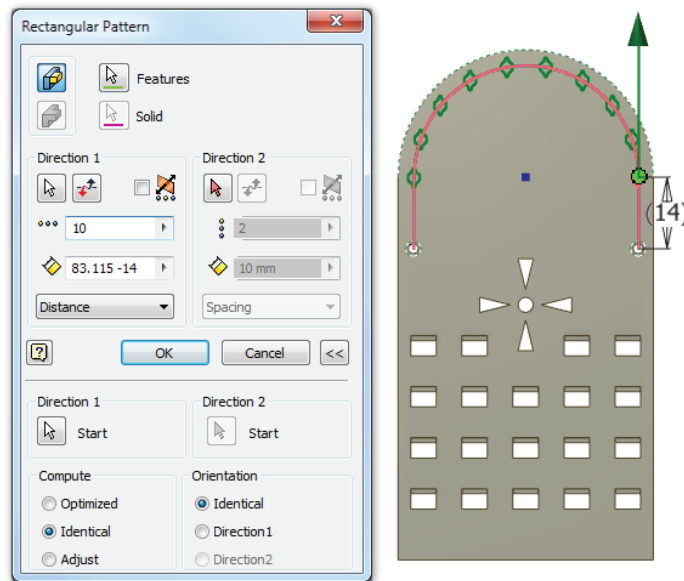 Rectangular Pattern
Features
Solid
Direction 1
Direction 2
10
2
83.115 -14
10 mm
Distance
Spacing
OK
Cancel
<<
Direction 1
Direction 2
Start
Start
Compute
Orientation
Optimized
Identical
Identical
Direction1
Adjust
Direction2
(14)